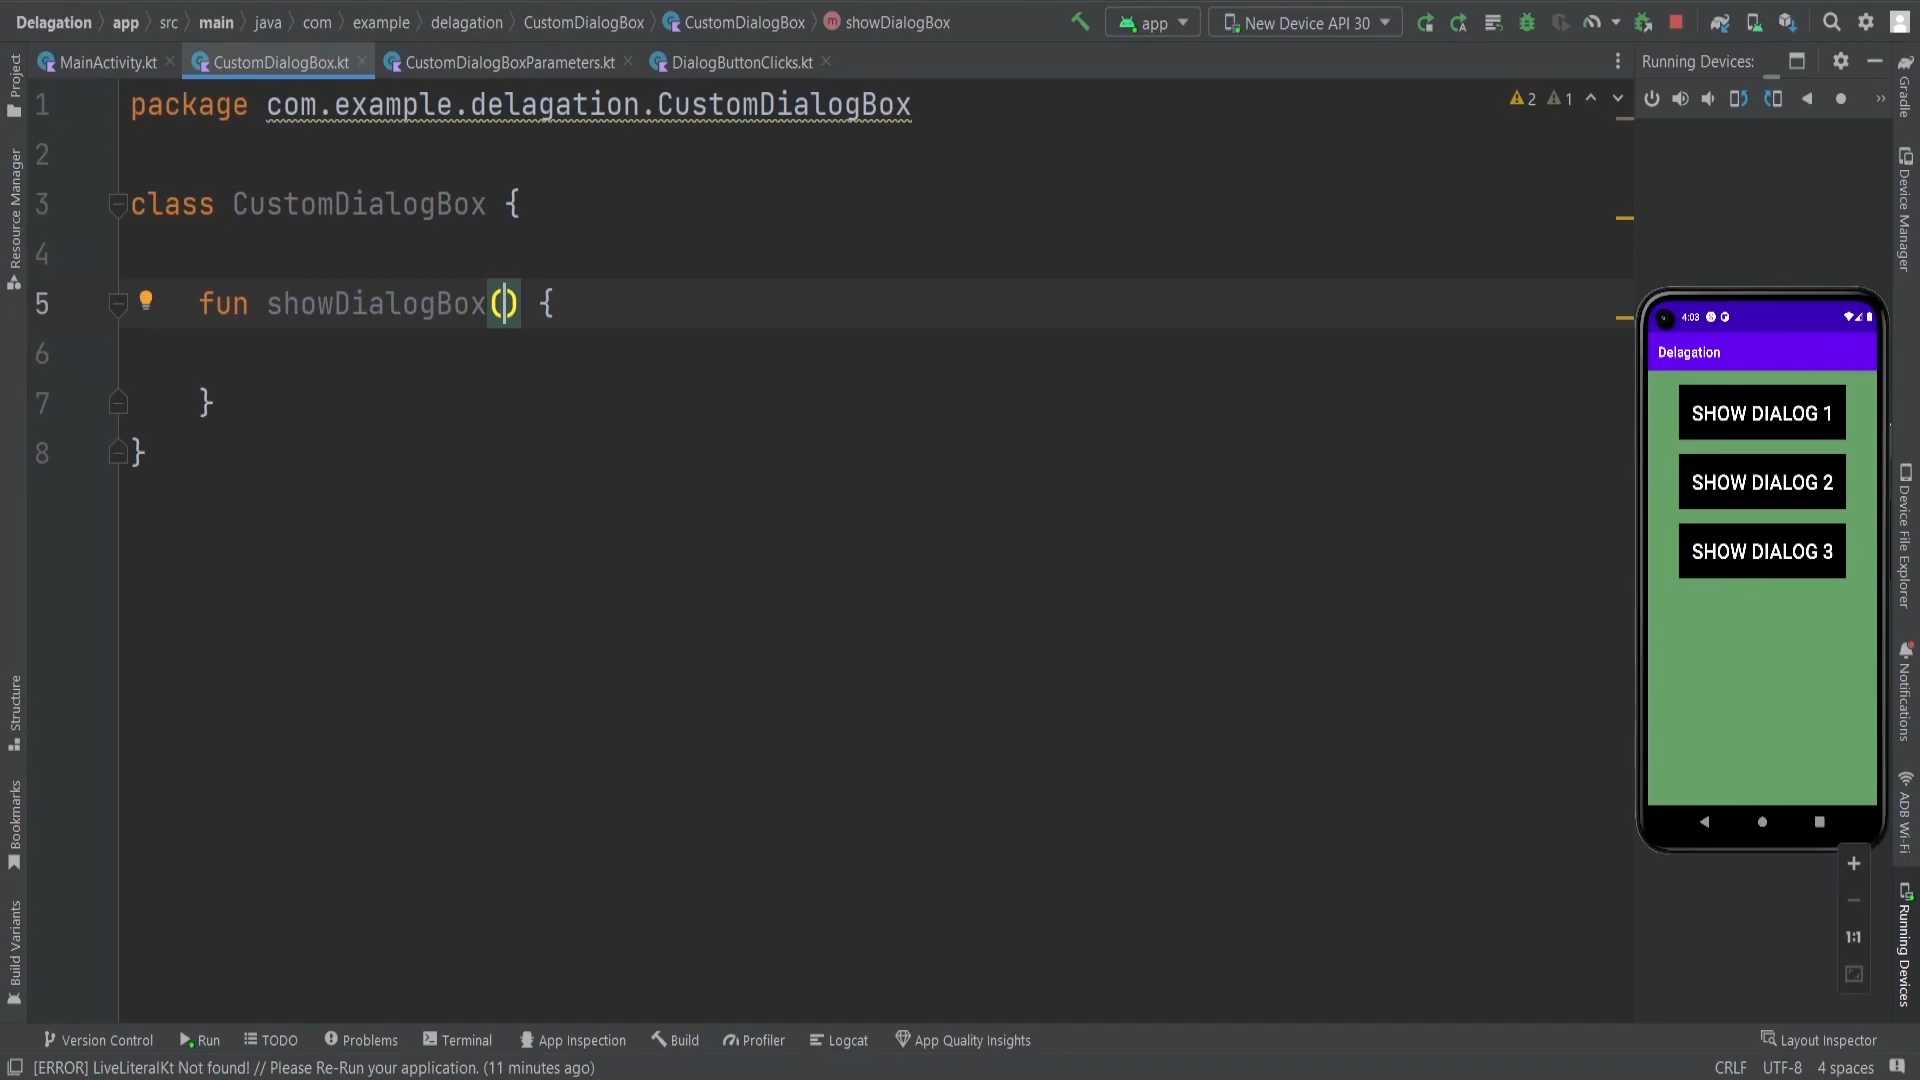 Delagation app src main java com example delagation CustomDialogBox CustomDialogBox showDialogBox app New Device API 30
MainActivity.kt CustomDialogBox.kt CustomDialogBoxParameters.kt DialogButtonClicks.kt Running Devices:
1 package com.example.delagation.CustomDialogBox
2 1
2
3 class CustomDialogBox {
4
5 fun showDialogBox() {
6
7 }
8 }
Project
Resource Manager
Structure
Bookmarks
Build Variants
4:03
Delagation
SHOW DIALOG 1
SHOW DIALOG 2
SHOW DIALOG 3
1:1
Gradle
Device Manager
Device File Explorer
Notifications
ADB Wi-Fi
Running Devices
Version Control Run TODO Problems Terminal App Inspection Build Profiler Logcat App Quality Insights Layout Inspector
[ERROR] LiveLiteralKt Not found! // Please Re-Run your application. (11 minutes ago) CRLF UTF-8 4 spaces